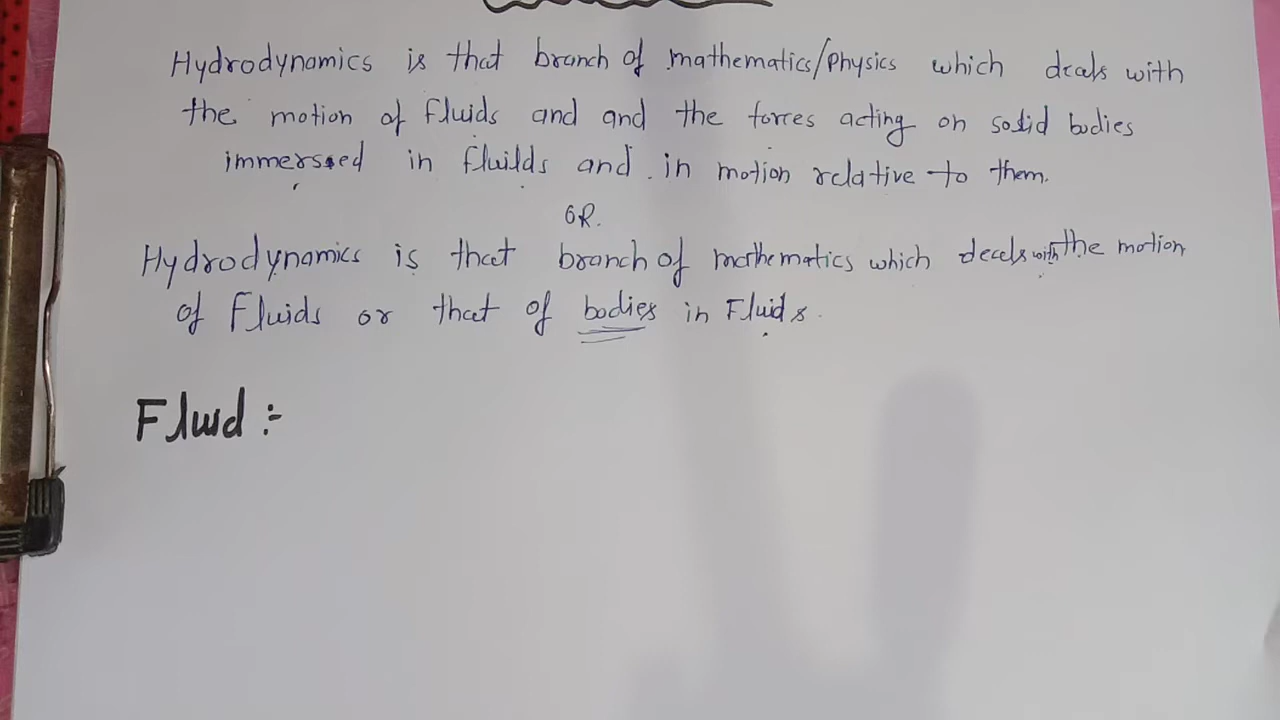 Hydrodynamics is that branch of mathematics/Physics which deals with
the motion of fluids and and the forces acting on solid bodies
immersed in fluilds and in motion relative to them.
OR.
Hydrodynamics is that branch of mathematics which deals with the motion
of Fluids or that of bodies in Fluids.
Fluid :-